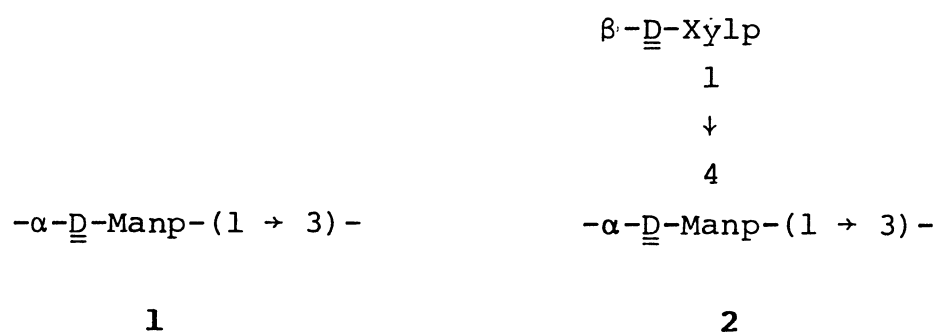 β-D-Xylp
1
↓
4
-α-D-Manp-(1 → 3)- -α-D-Manp-(1 → 3)-
1 2